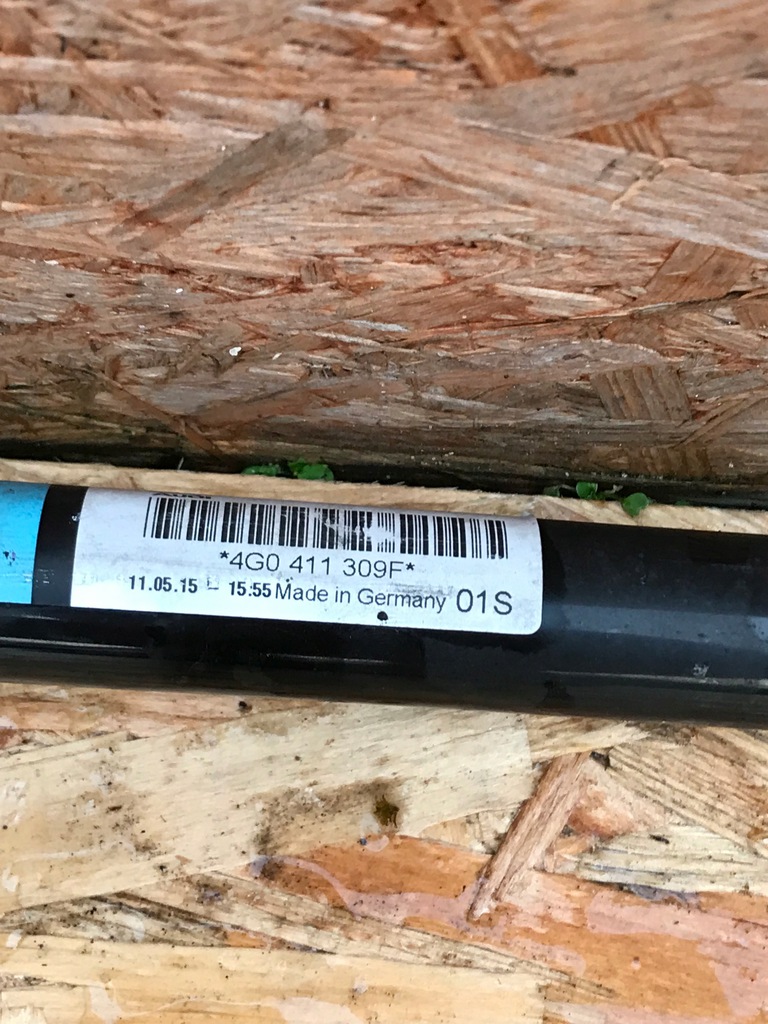 *4G0 411 309F*
11.05.15 - 15:55 Made in Germany 01S